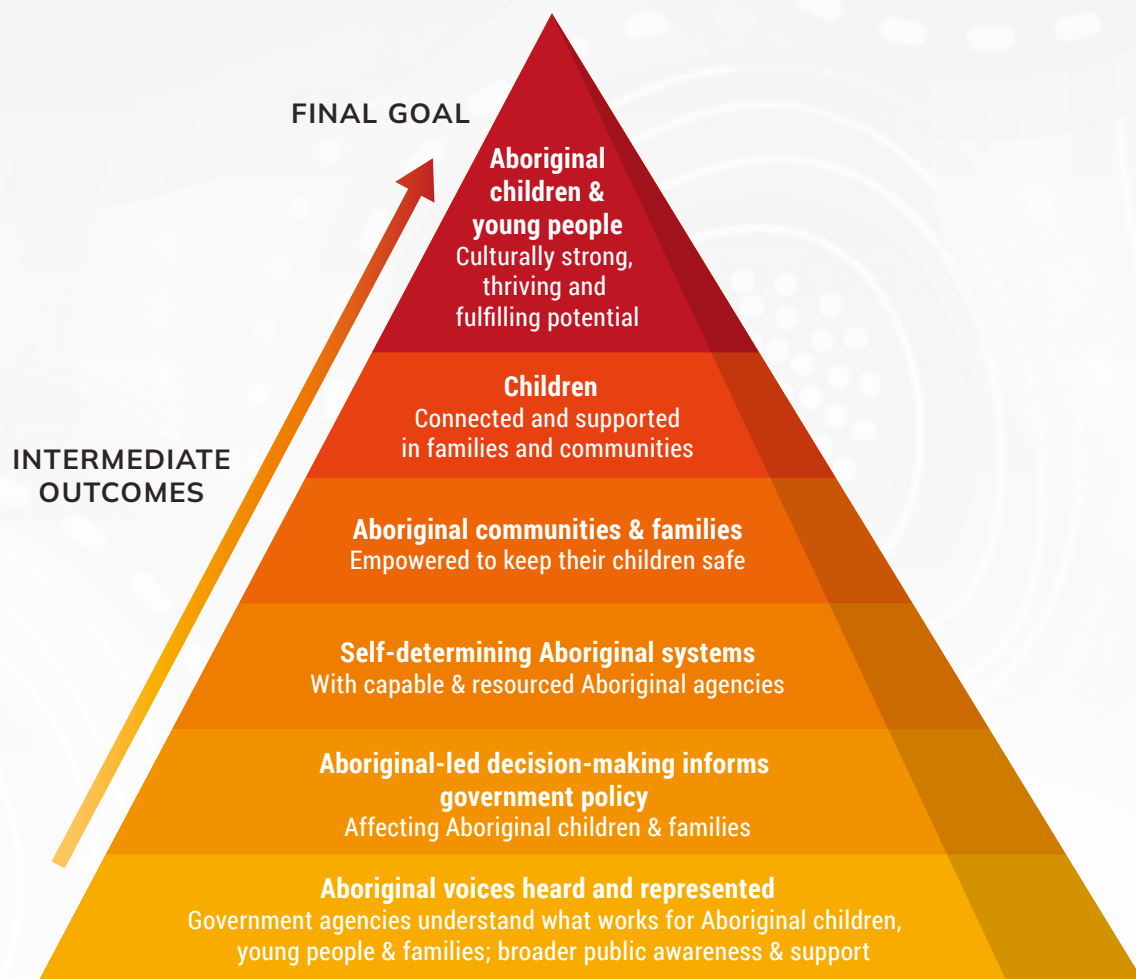 FINAL GOAL
Aboriginal
children &
young people
Culturally strong,
thriving and
fulfilling potential
Children
Connected and supported
in families and communities
INTERMEDIATE
OUTCOMES
Aboriginal communities & families
Empowered to keep their children safe
Self-determining Aboriginal systems
With capable & resourced Aboriginal agencies
Aboriginal-led decision-making informs
government policy
Affecting Aboriginal children & families
Aboriginal voices heard and represented
Government agencies understand what works for Aboriginal children,
young people & families; broader public awareness & support